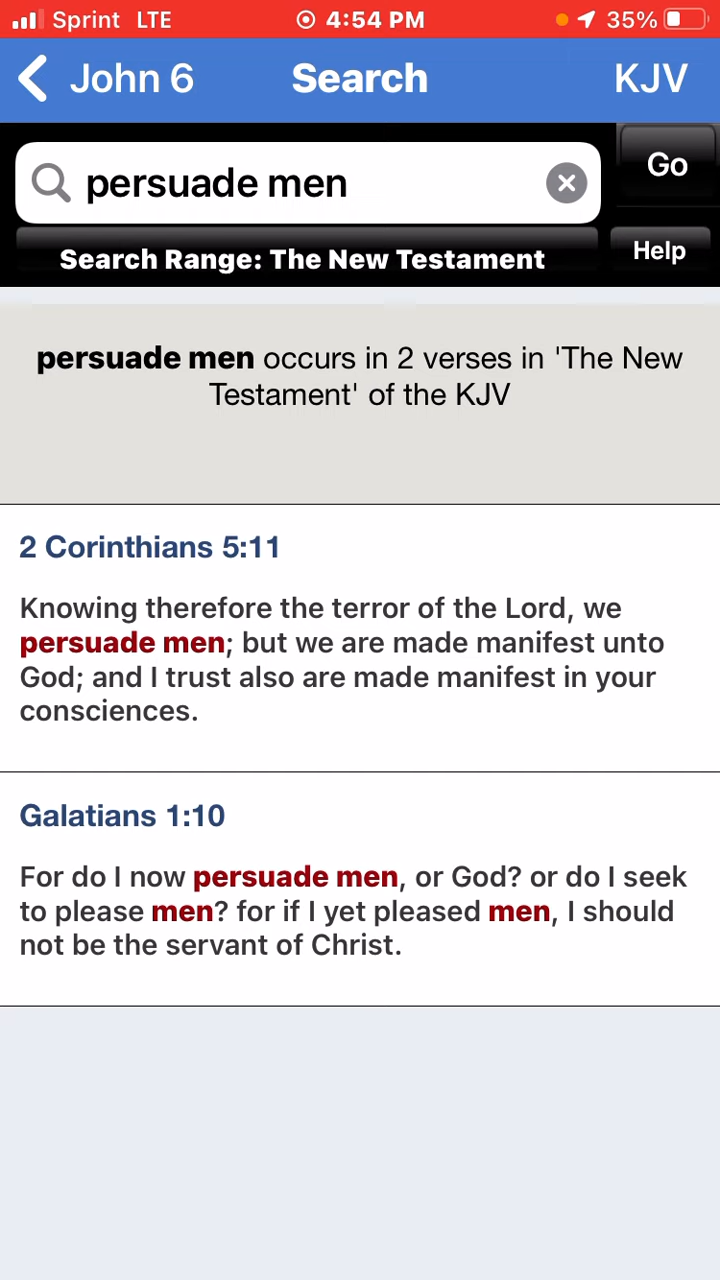 Sprint LTE 4:54 PM 35%
John 6 Search KJV
persuade men Go
Search Range: The New Testament Help
persuade men occurs in 2 verses in 'The New
Testament' of the KJV
2 Corinthians 5:11
Knowing therefore the terror of the Lord, we
persuade men; but we are made manifest unto
God; and I trust also are made manifest in your
consciences.
Galatians 1:10
For do I now persuade men, or God? or do I seek
to please men? for if I yet pleased men, I should
not be the servant of Christ.